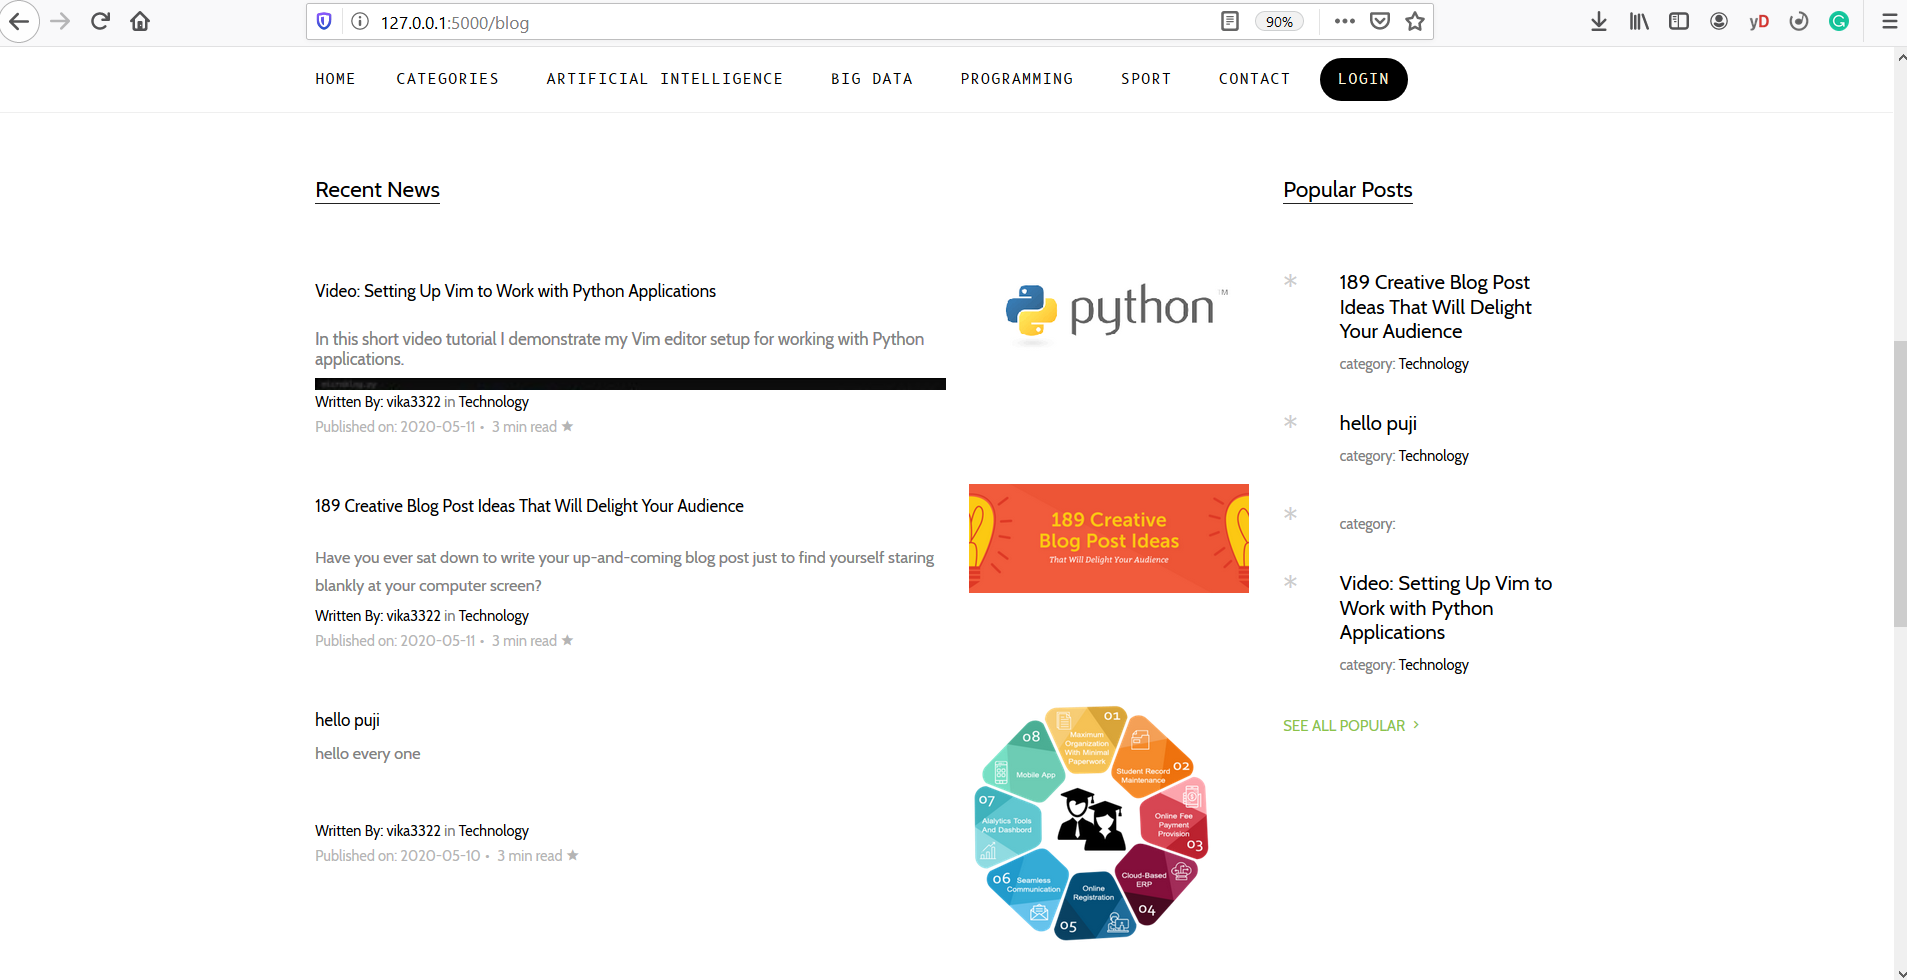 127.0.0.1:5000/blog
90%
yD
HOME CATEGORIES ARTIFICIAL INTELLIGENCE BIG DATA PROGRAMMING SPORT CONTACT LOGIN
Recent News
Video: Setting Up Vim to Work with Python Applications
In this short video tutorial I demonstrate my Vim editor setup for working with Python
applications.
Written By: vika3322 in Technology
Published on: 2020-05-11 • 3 min read ★
python
TM
189 Creative Blog Post Ideas That Will Delight Your Audience
Have you ever sat down to write your up-and-coming blog post just to find yourself staring
blankly at your computer screen?
Written By: vika3322 in Technology
Published on: 2020-05-11 • 3 min read ★
189 Creative
Blog Post Ideas
That Will Delight Your Audience
hello puji
hello every one
Written By: vika3322 in Technology
Published on: 2020-05-10 • 3 min read ★
01
Maximum
Organization
With Minimal
Paperwork
02
Student Record
Maintenance
Online Fee
Payment
Provision
03
Cloud-Based
ERP
04
Online
Registration
05
06
Seamless
Communication
07
Alalytics Tools
And Dashbord
08
Mobile App
Popular Posts
189 Creative Blog Post
Ideas That Will Delight
Your Audience
category: Technology
hello puji
category: Technology
category:
Video: Setting Up Vim to
Work with Python
Applications
category: Technology
SEE ALL POPULAR >